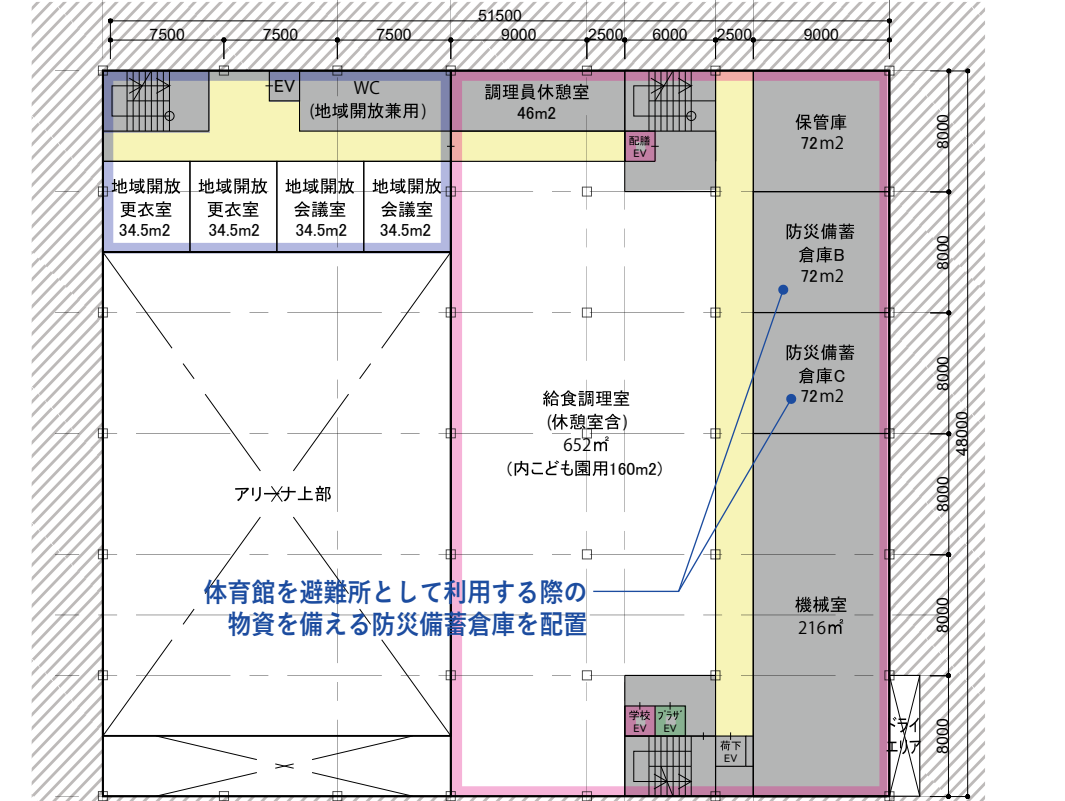 51500
7500
7500
7500
9000
2500
6000
2500
9000
EV
WC
(地域開放兼用)
調理員休憩室
46m2
配膳
EV
保管庫
72m2
8000
地域開放
更衣室
34.5m2
地域開放
更衣室
34.5m2
地域開放
会議室
34.5m2
地域開放
会議室
34.5m2
防災備蓄
倉庫B
72m2
8000
防災備蓄
倉庫C
72m2
8000
48000
給食調理室
(休憩室含)
652㎡
(内こども園用160m2)
アリーナ上部
8000
体育館を避難所として利用する際の
物資を備える防災備蓄倉庫を配置
機械室
216㎡
8000
学校
EV
プラザ
EV
荷下
EV
ドライ
エリア
8000